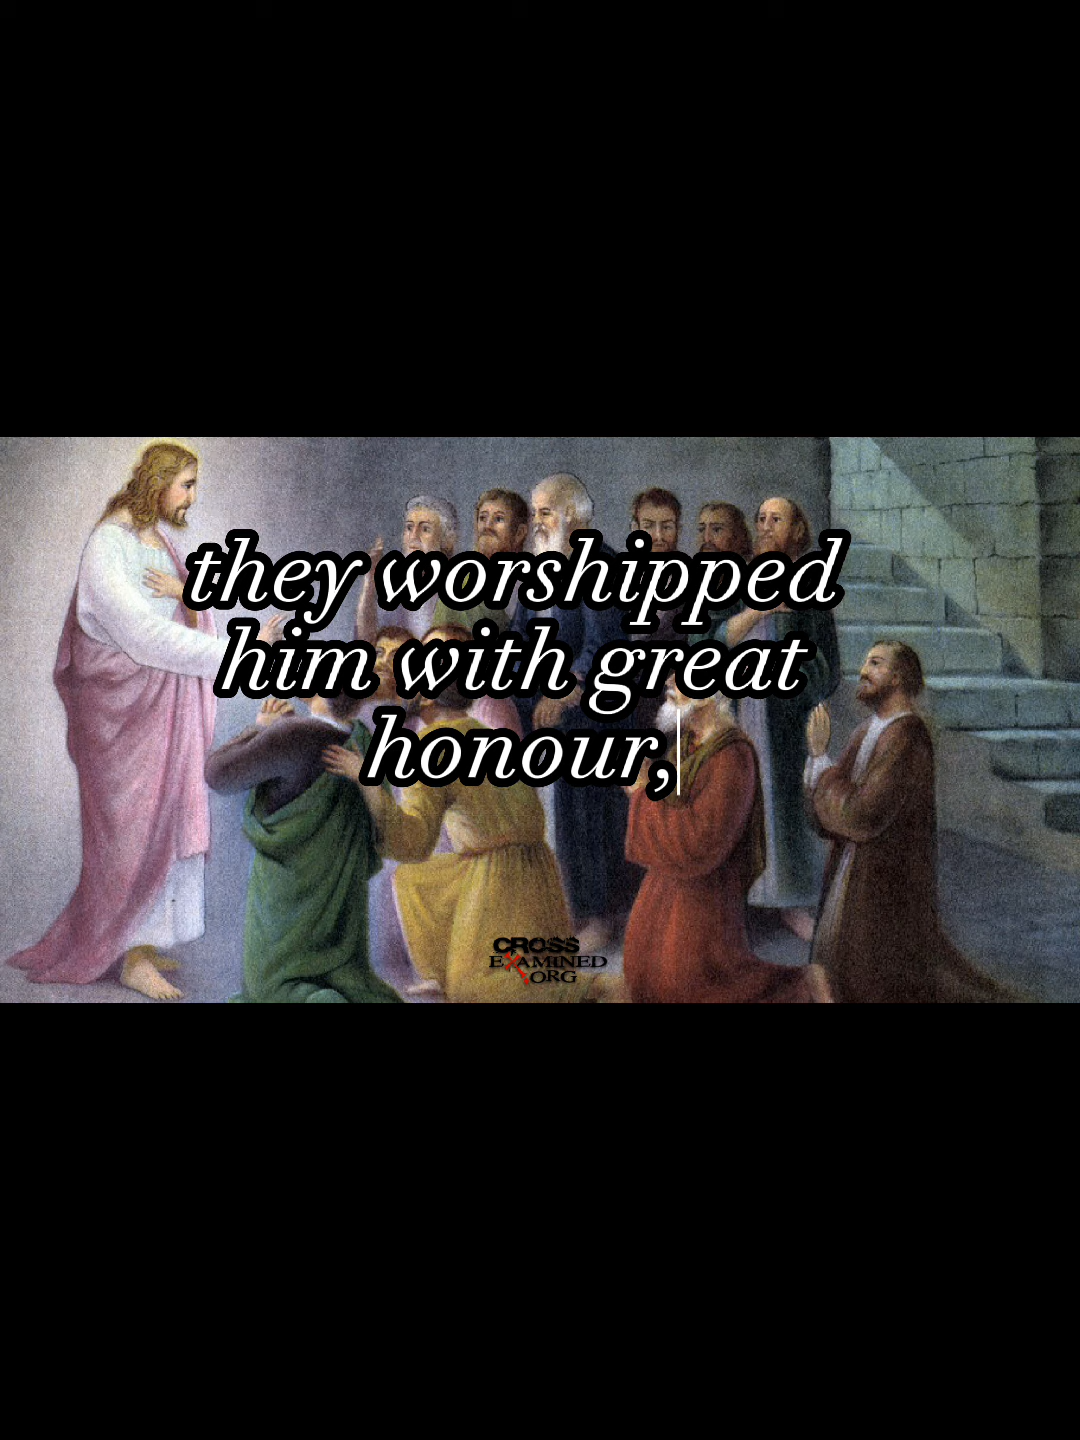 they worshipped
him with great
honour,
CROSS
EXAMINED
.ORG